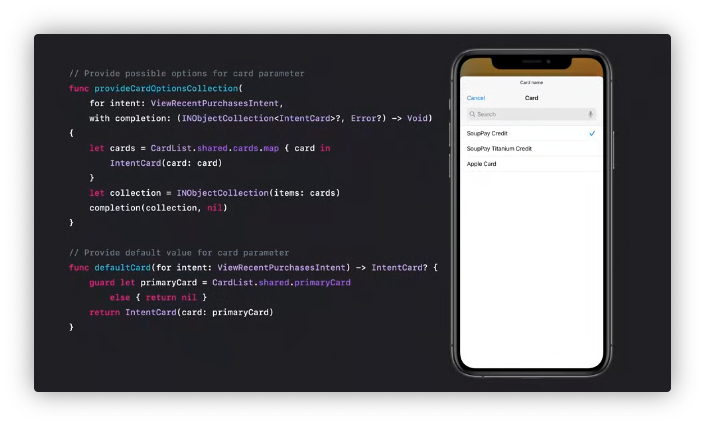 // Provide possible options for card parameter
func provideCardOptionsCollection(
for intent: ViewRecentPurchasesIntent,
with completion: (INObjectCollection<IntentCard>?, Error?) -> Void)
{
let cards = CardList.shared.cards.map { card in
IntentCard(card: card)
}
let collection = INObjectCollection(items: cards)
completion(collection, nil)
}
// Provide default value for card parameter
func defaultCard(for intent: ViewRecentPurchasesIntent) -> IntentCard? {
guard let primaryCard = CardList.shared.primaryCard
else { return nil }
return IntentCard(card: primaryCard)
}
Card name
Cancel Card
Search
SoupPay Credit
SoupPay Titanium Credit
Apple Card